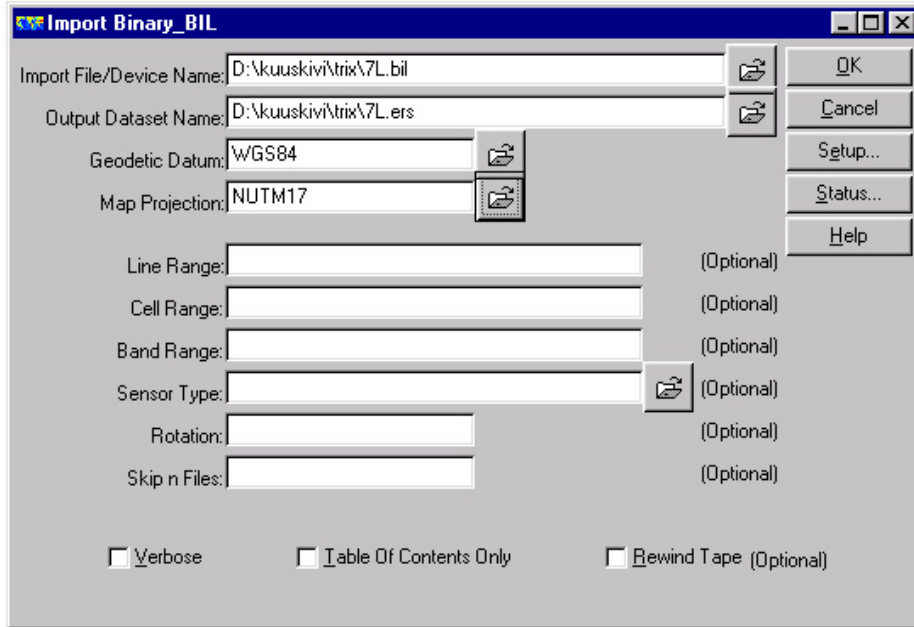 Import Binary_BIL
Import File/Device Name: D:\kuuskivi\trix\7L.bil OK
Output Dataset Name: D:\kuuskivi\trix\7L.ers Cancel
Geodetic Datum: WGS84 Setup...
Map Projection: NUTM17 Status...
Help
Line Range: (Optional)
Cell Range: (Optional)
Band Range: (Optional)
Sensor Type: (Optional)
Rotation: (Optional)
Skip n Files: (Optional)
Verbose Table Of Contents Only Rewind Tape (Optional)